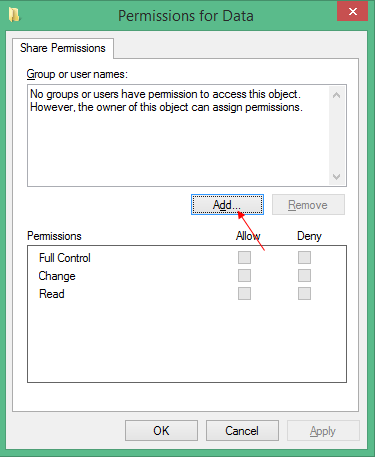 Permissions for Data
Share Permissions
Group or user names:
No groups or users have permission to access this object.
However, the owner of this object can assign permissions.
Add...
Remove
Permissions Allow Deny
Full Control
Change
Read
OK Cancel Apply